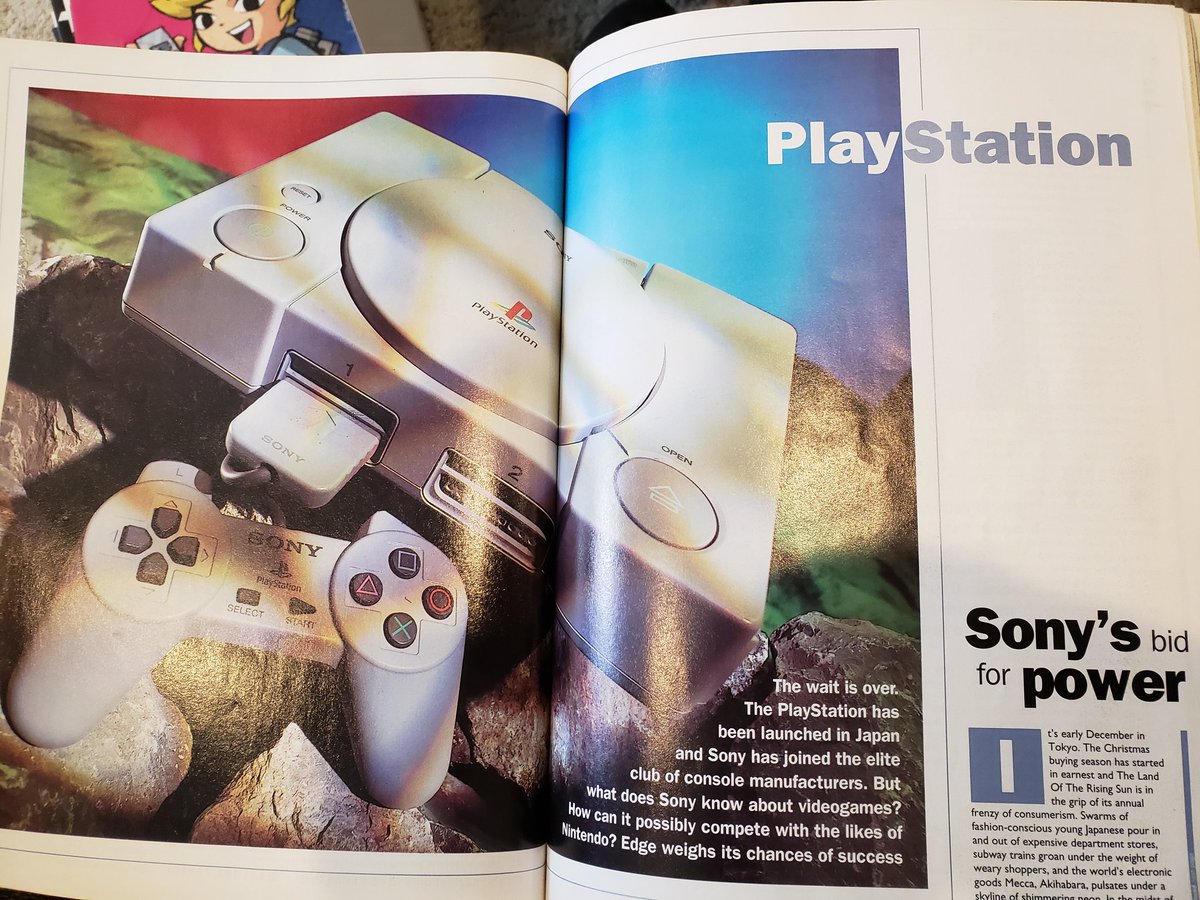 RESET
POWER
SONY
PlayStation
1
SONY
2
OPEN
L
SONY
PlayStation
SELECT
START
PlayStation
The wait is over.
The PlayStation has
been launched in Japan
and Sony has joined the elite
club of console manufacturers. But
what does Sony know about videogames?
How can it possibly compete with the likes of
Nintendo? Edge weighs its chances of success
Sony's bid
for power
It's early December in
Tokyo. The Christmas
buying season has started
in earnest and The Land
Of The Rising Sun is in
the grip of its annual
frenzy of consumerism. Swarms of
fashion-conscious young Japanese pour in
and out of expensive department stores,
subway trains groan under the weight of
weary shoppers, and the world's electronic
goods Mecca, Akihabara, pulsates under a
skyline of shimmering neon. In the midst of